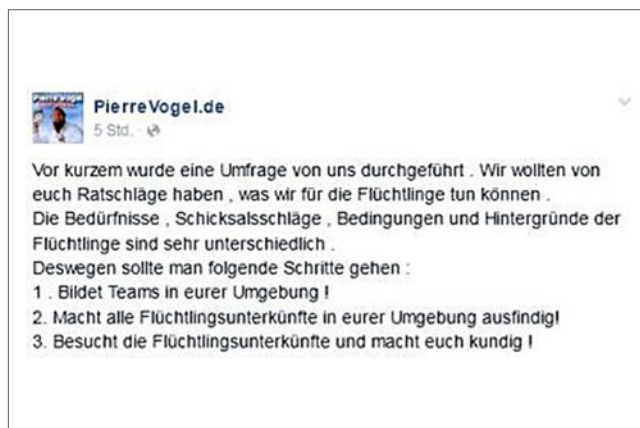 PierreVogel.de
5 Std. ·
Vor kurzem wurde eine Umfrage von uns durchgeführt . Wir wollten von
euch Ratschläge haben , was wir für die Flüchtlinge tun können .
Die Bedürfnisse , Schicksalsschläge , Bedingungen und Hintergründe der
Flüchtlinge sind sehr unterschiedlich .
Deswegen sollte man folgende Schritte gehen :
1 . Bildet Teams in eurer Umgebung !
2. Macht alle Flüchtlingsunterkünfte in eurer Umgebung ausfindig!
3. Besucht die Flüchtlingsunterkünfte und macht euch kundig !